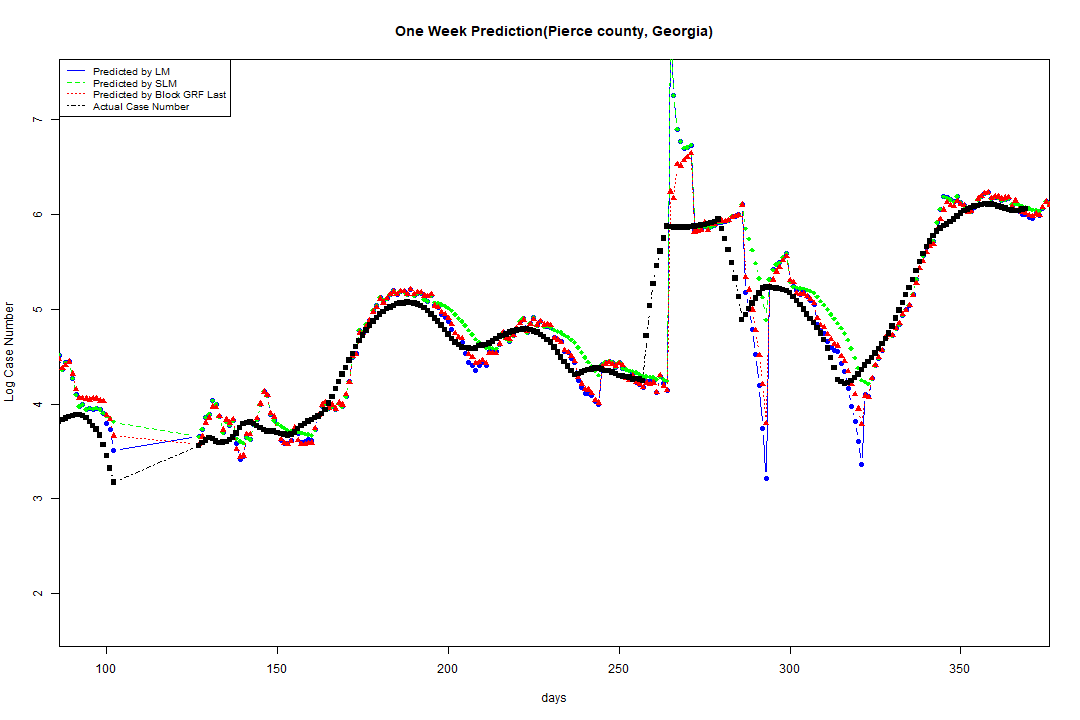 One Week Prediction(Pierce county, Georgia)
Predicted by LM
Predicted by SLM
Predicted by Block GRF Last
Actual Case Number
Log Case Number
7
6
5
4
3
2
100 150 200 250 300 350
days